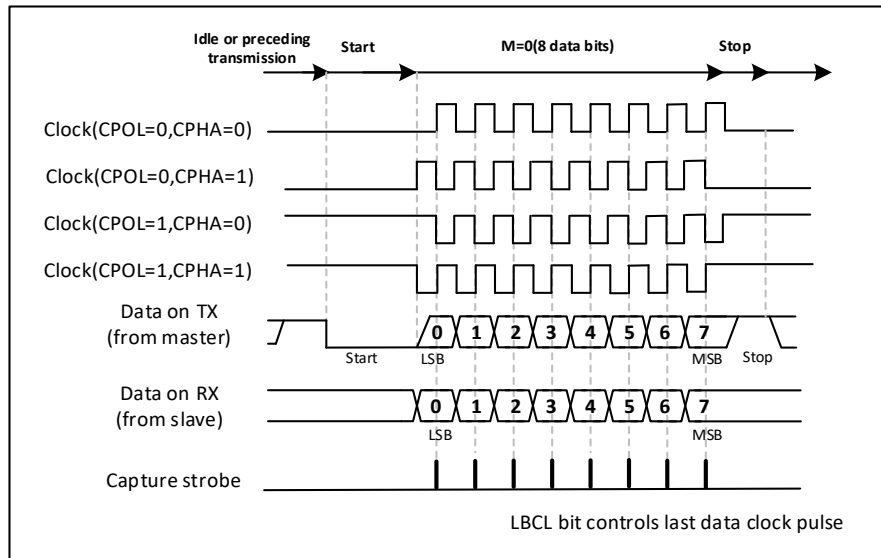 Idle or preceding
transmission
Start
M=0(8 data bits)
Stop
Clock(CPOL=0,CPHA=0)
Clock(CPOL=0,CPHA=1)
Clock(CPOL=1,CPHA=0)
Clock(CPOL=1,CPHA=1)
Data on TX
(from master)
0 1 2 3 4 5 6 7
Start
LSB
MSB
Stop
Data on RX
(from slave)
0 1 2 3 4 5 6 7
LSB
MSB
Capture strobe
LBCL bit controls last data clock pulse